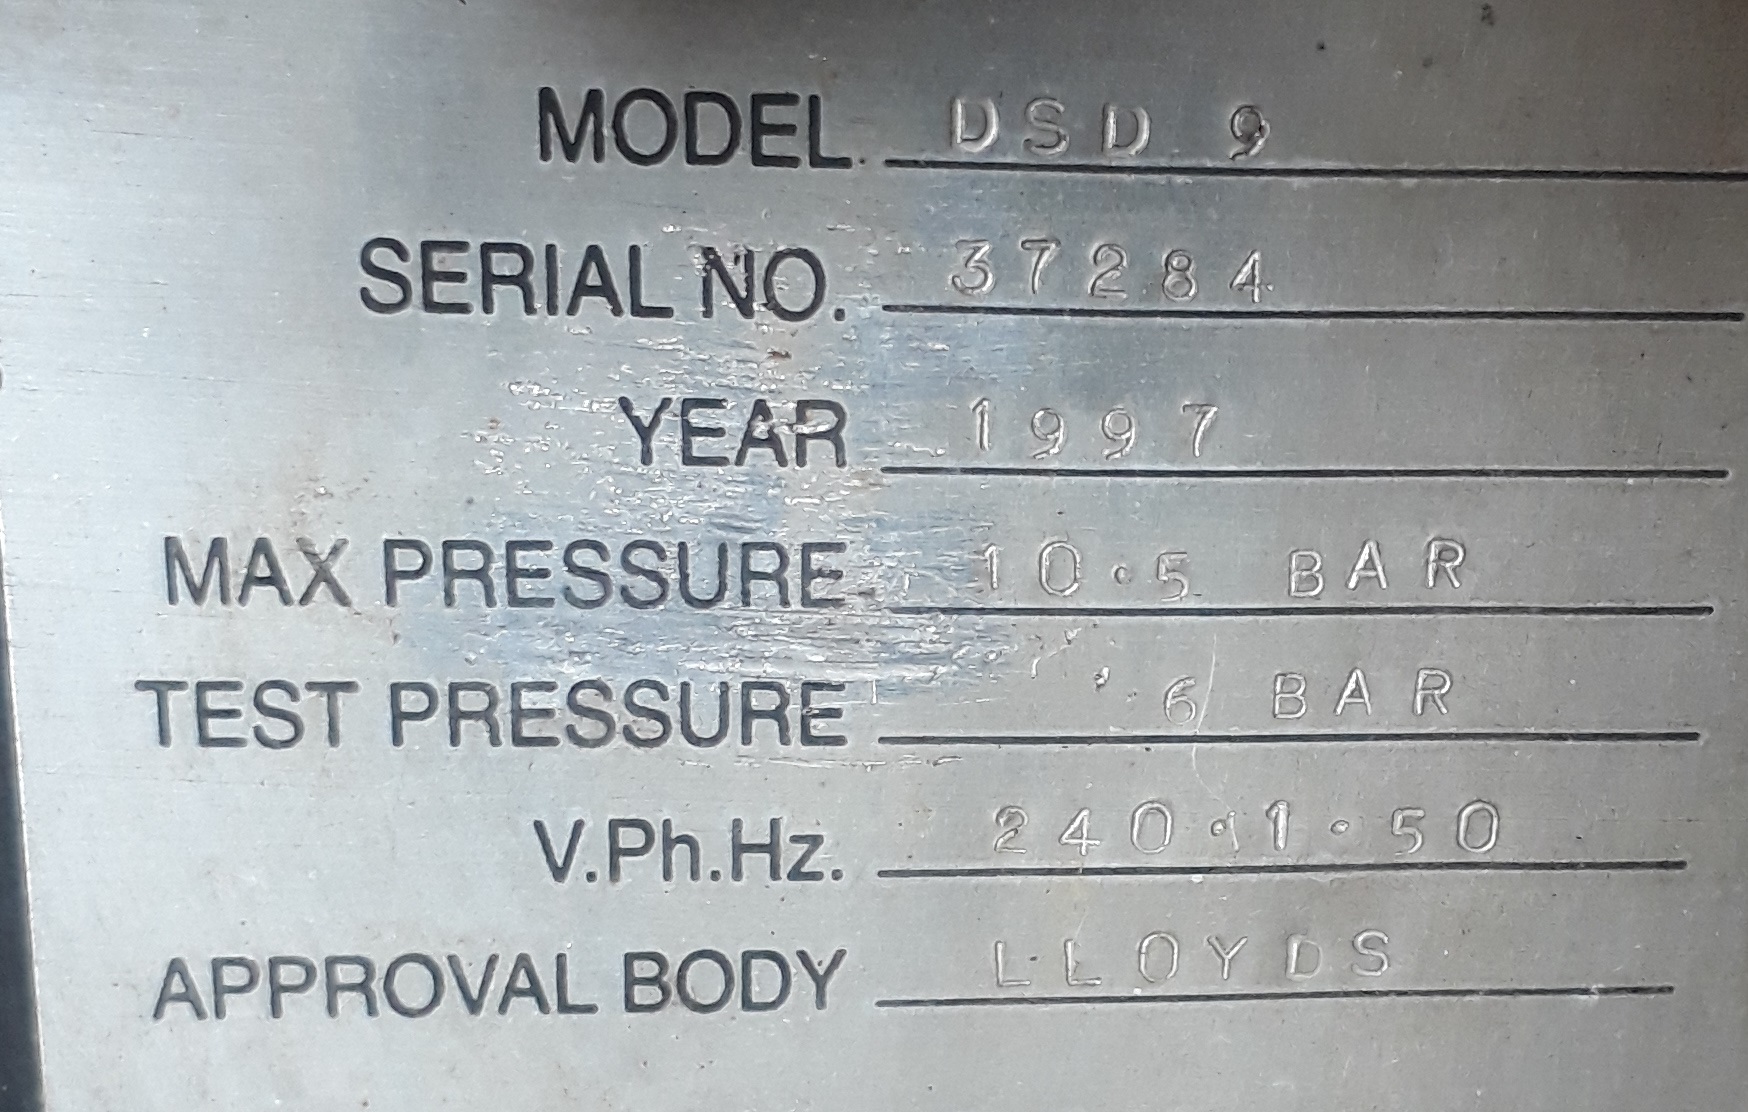 MODEL DSD 9
SERIAL NO. 37284
YEAR 1997
MAX PRESSURE 10.5 BAR
TEST PRESSURE BAR
V.Ph.Hz. 240.1.50
APPROVAL BODY LLOYDS